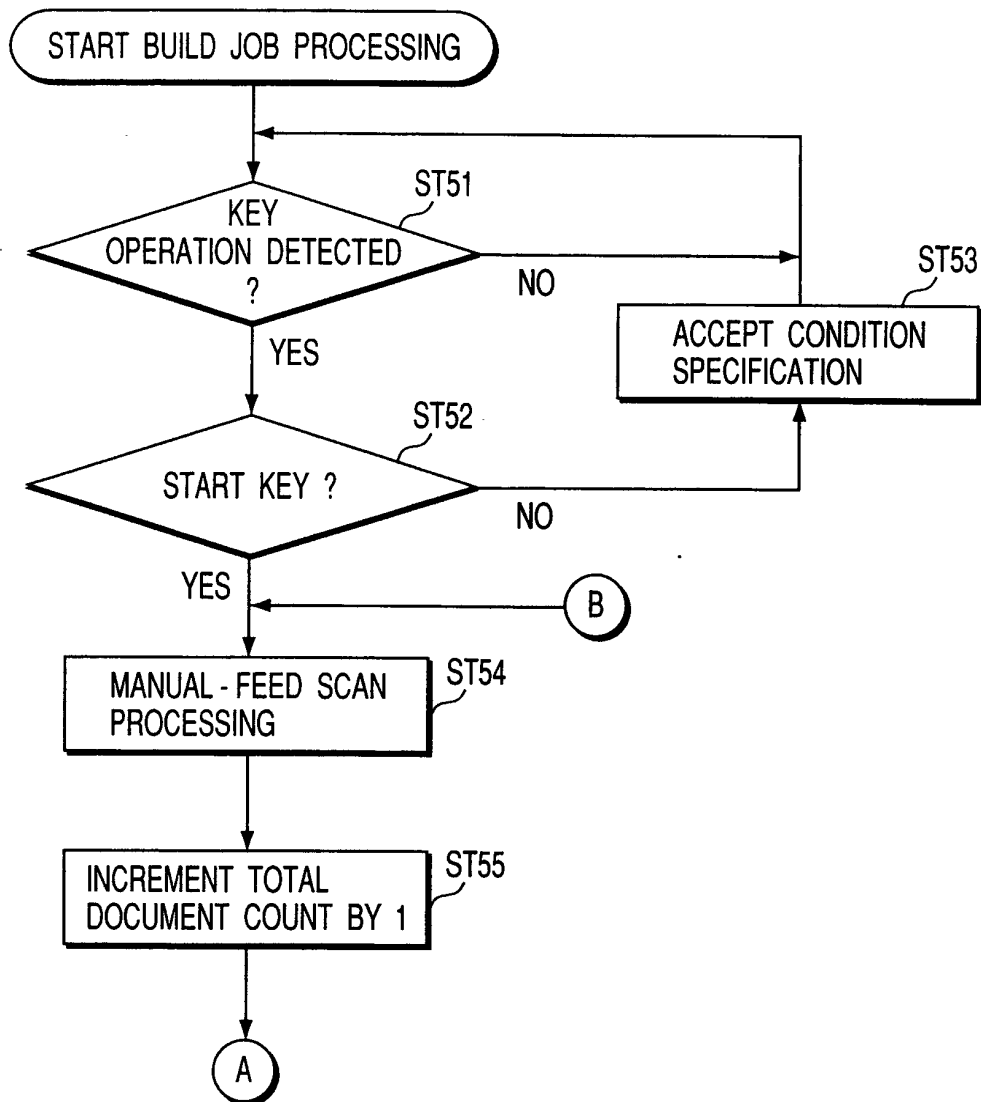 START BUILD JOB PROCESSING
ST51
KEY
OPERATION DETECTED
?
NO
YES
ST53
ACCEPT CONDITION
SPECIFICATION
ST52
START KEY ?
NO
YES
B
ST54
MANUAL - FEED SCAN
PROCESSING
ST55
INCREMENT TOTAL
DOCUMENT COUNT BY 1
A